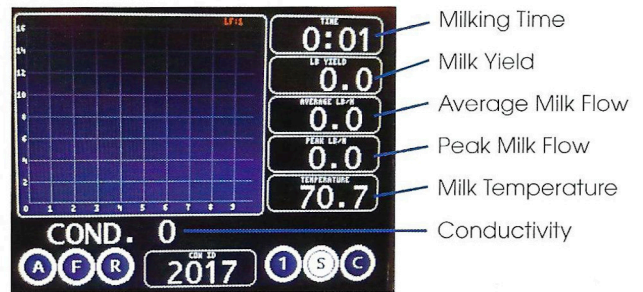 16
LF:1
14
12
10
8
6
4
2
0 1 2 3 4 5 6 7 8 9
TIME
0:01
LB YIELD
0.0
AVERAGE LB/M
0.0
PEAK LB/M
0.0
TEMPERATURE
70.7
COND. 0
A F R
COW ID
2017
1 S C
Milking Time
Milk Yield
Average Milk Flow
Peak Milk Flow
Milk Temperature
Conductivity